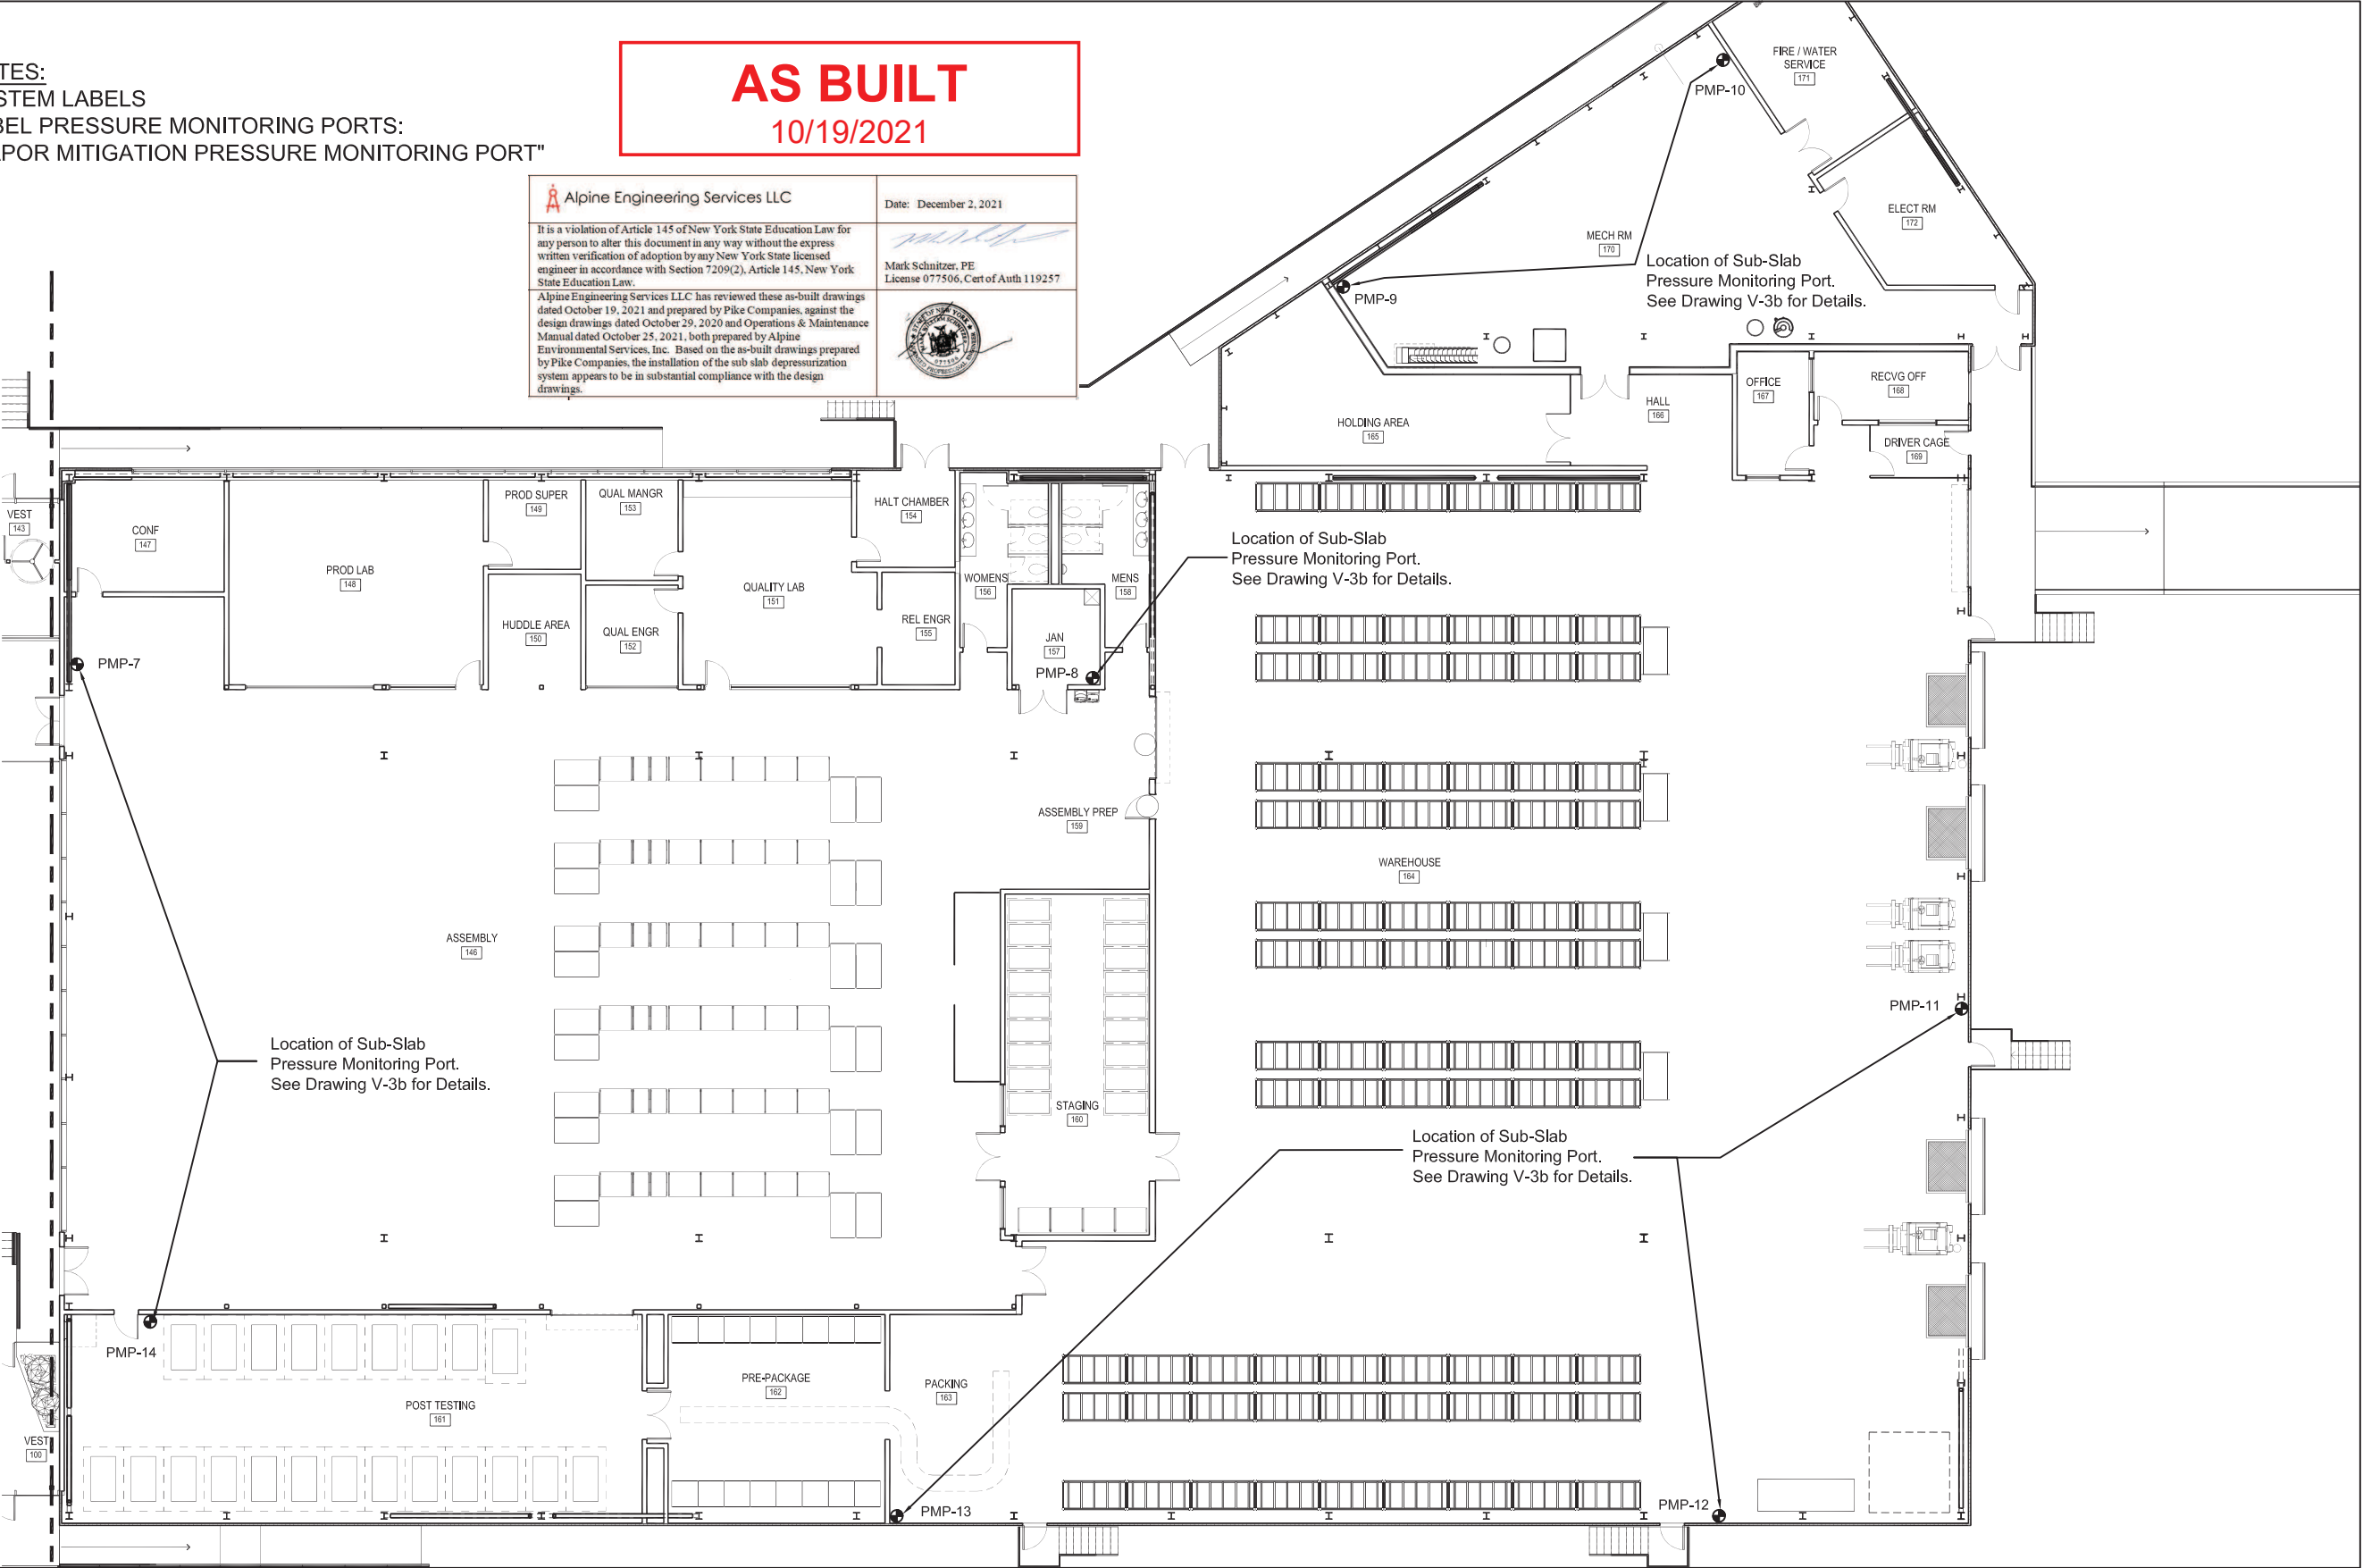 TES:
STEM LABELS
BEL PRESSURE MONITORING PORTS:
APOR MITIGATION PRESSURE MONITORING PORT"
AS BUILT
10/19/2021
Alpine Engineering Services LLC
Date: December 2, 2021
It is a violation of Article 145 of New York State Education Law for
any person to alter this document in any way without the express
written verification of adoption by any New York State licensed
engineer in accordance with Section 7209(2), Article 145, New York
State Education Law.
Mark Schnitzer, PE
License 077506, Cert of Auth 119257
Alpine Engineering Services LLC has reviewed these as-built drawings
dated October 19, 2021 and prepared by Pike Companies, against the
design drawings dated October 29, 2020 and Operations & Maintenance
Manual dated October 25, 2021, both prepared by Alpine
Environmental Services, Inc. Based on the as-built drawings prepared
by Pike Companies, the installation of the sub slab depressurization
system appears to be in substantial compliance with the design
drawings.
FIRE / WATER
SERVICE
171
PMP-10
ELECT RM
172
MECH RM
170
Location of Sub-Slab
Pressure Monitoring Port.
See Drawing V-3b for Details.
PMP-9
OFFICE
167
RECVG OFF
168
HALL
166
HOLDING AREA
165
DRIVER CAGE
169
VEST
143
CONF
147
PROD LAB
148
PROD SUPER
149
QUAL MANGR
153
HALT CHAMBER
154
QUALITY LAB
151
WOMENS
156
MENS
158
Location of Sub-Slab
Pressure Monitoring Port.
See Drawing V-3b for Details.
HUDDLE AREA
150
QUAL ENGR
152
REL ENGR
155
JAN
157
PMP-7
PMP-8
ASSEMBLY PREP
159
WAREHOUSE
164
ASSEMBLY
146
PMP-11
Location of Sub-Slab
Pressure Monitoring Port.
See Drawing V-3b for Details.
STAGING
160
Location of Sub-Slab
Pressure Monitoring Port.
See Drawing V-3b for Details.
PMP-14
POST TESTING
161
PRE-PACKAGE
162
PACKING
163
VEST
100
PMP-13
PMP-12